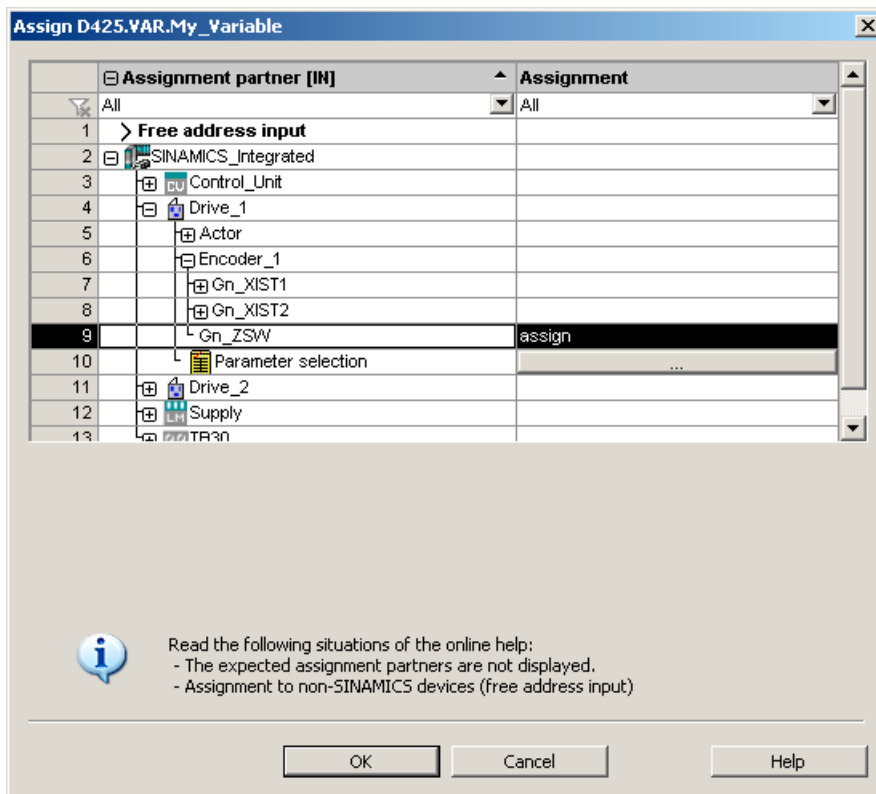 Assign D425.VAR.My_Variable
Assignment partner [IN] Assignment
All All
1 Free address input
2 SINAMICS_Integrated
3 CU Control_Unit
4 Drive_1
5 Actor
6 Encoder_1
7 Gn_XIST1
8 Gn_XIST2
9 Gn_ZSW assign
10 Parameter selection ...
11 Drive_2
12 LM Supply
13 TB30
Read the following situations of the online help:
- The expected assignment partners are not displayed.
- Assignment to non-SINAMICS devices (free address input)
OK Cancel Help